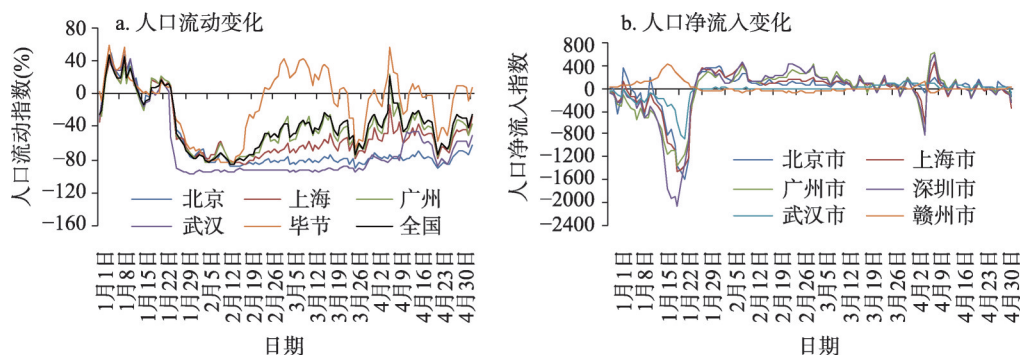 a. 人口流动变化
人口流动指数(%)
80
40
0
−40
−80
−120
−160
北京
上海
广州
武汉
毕节
全国
1月1日
1月8日
1月15日
1月22日
1月29日
2月5日
2月12日
2月19日
2月26日
3月5日
3月12日
3月19日
3月26日
4月2日
4月9日
4月16日
4月23日
4月30日
日期
b. 人口净流入变化
人口净流入指数
800
400
0
−400
−800
−1200
−1600
−2000
−2400
北京市
上海市
广州市
深圳市
武汉市
赣州市
1月1日
1月8日
1月15日
1月22日
1月29日
2月5日
2月12日
2月19日
2月26日
3月5日
3月12日
3月19日
3月26日
4月2日
4月9日
4月16日
4月23日
4月30日
日期